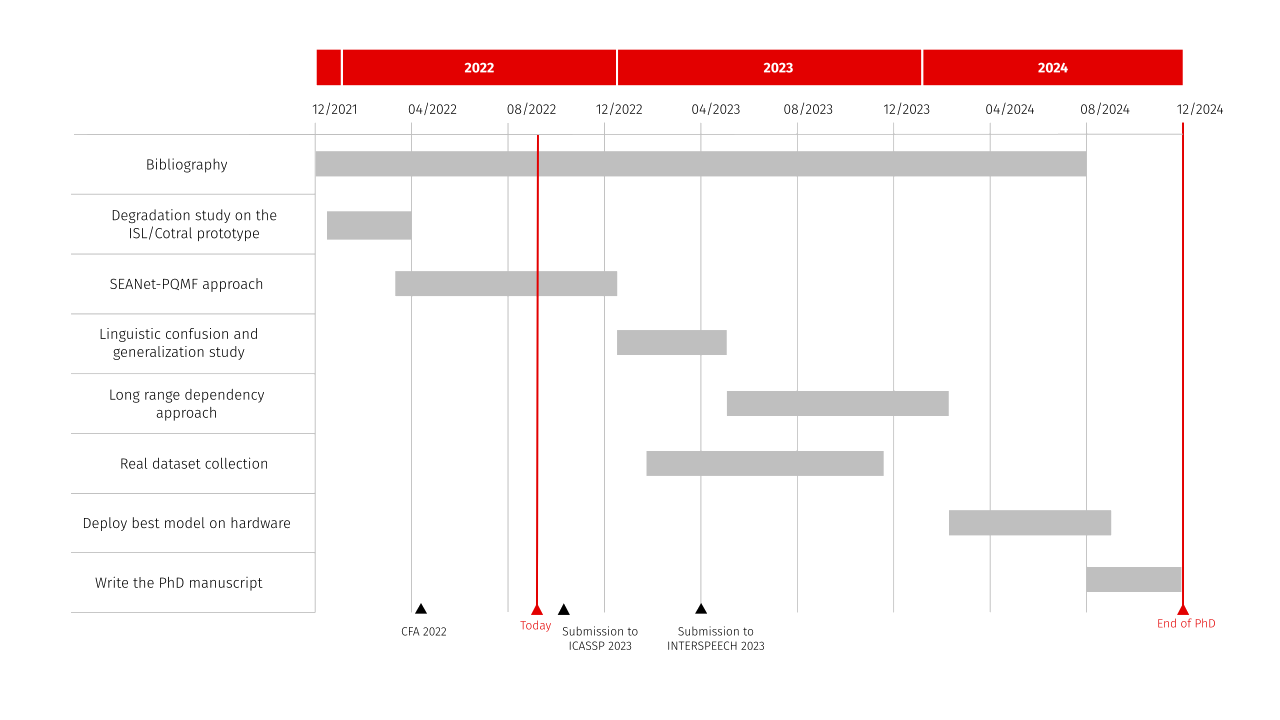 2022 2023 2024
12/2021 04/2022 08/2022 12/2022 04/2023 08/2023 12/2023 04/2024 08/2024 12/2024
Bibliography
Degradation study on the
ISL/Cotral prototype
SEANet-PQMF approach
Linguistic confusion and
generalization study
Long range dependency
approach
Real dataset collection
Deploy best model on hardware
Write the PhD manuscript
CFA 2022
Today
Submission to
ICASSP 2023
Submission to
INTERSPEECH 2023
End of PhD